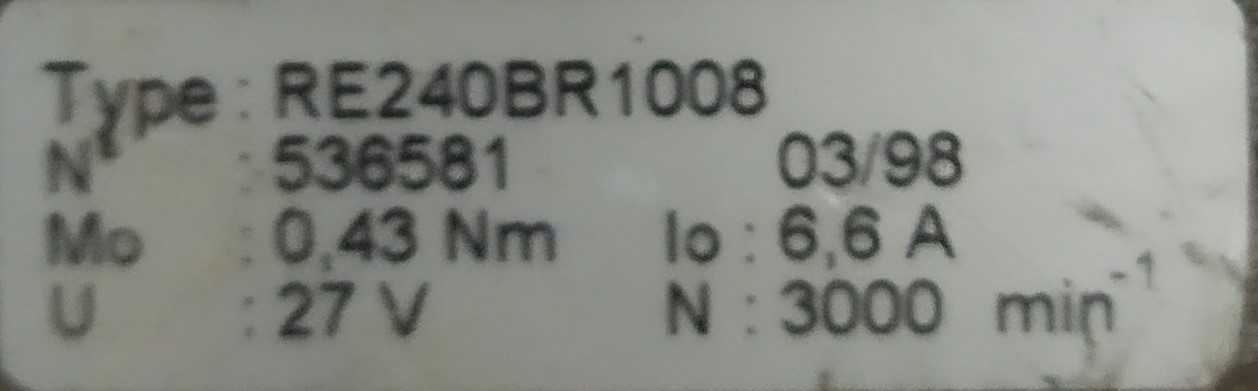 Type : RE240BR1008
N° : 536581 03/98
Mo : 0,43 Nm Io : 6,6 A
U : 27 V N : 3000 min⁻¹